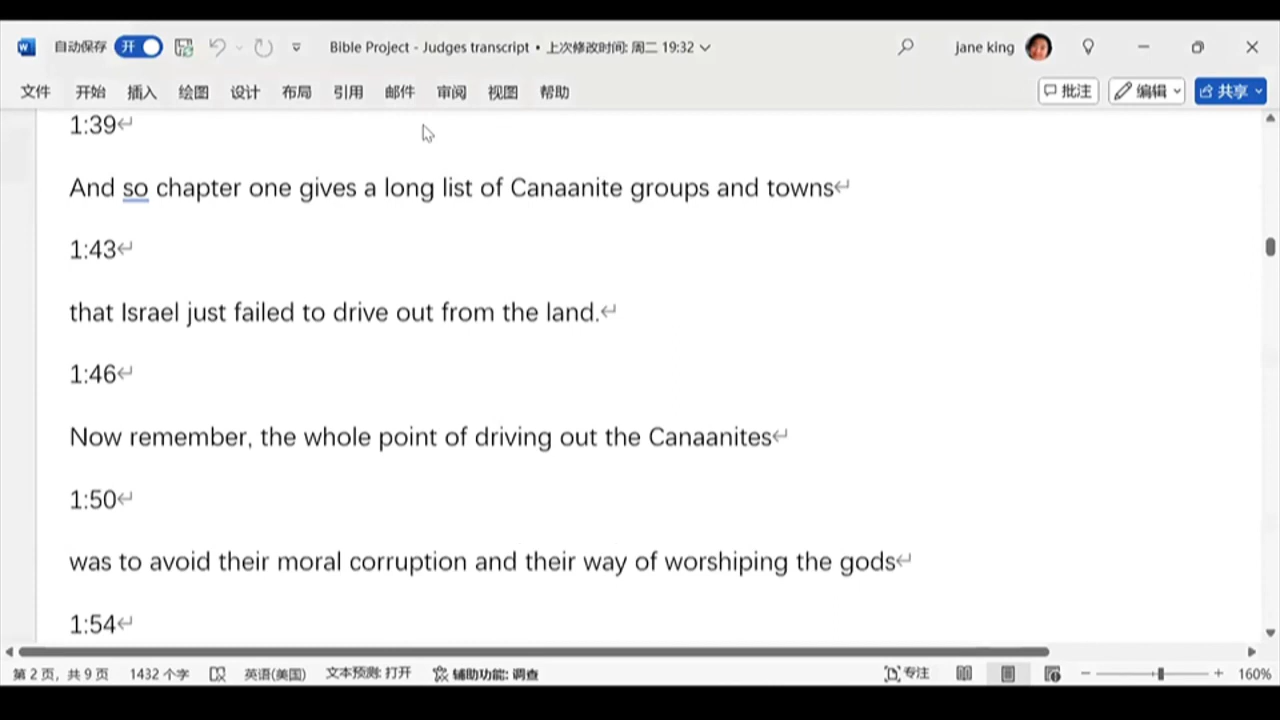 自动保存 开 Bible Project - Judges transcript • 上次修改时间: 周二 19:32 jane king
文件 开始 插入 绘图 设计 布局 引用 邮件 审阅 视图 帮助 批注 编辑 共享
1:39
And so chapter one gives a long list of Canaanite groups and towns
1:43
that Israel just failed to drive out from the land.
1:46
Now remember, the whole point of driving out the Canaanites
1:50
was to avoid their moral corruption and their way of worshiping the gods
1:54
第 2 页, 共 9 页 1432 个字 英语(美国) 文本预测: 打开 辅助功能: 调查 专注 160%